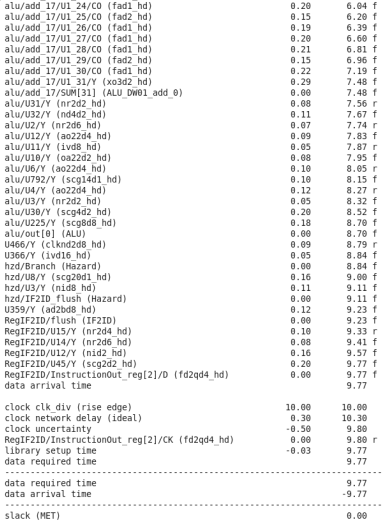 alu/add_17/U1_24/CO (fad1_hd) 0.20 6.04 f
alu/add_17/U1_25/CO (fad2_hd) 0.15 6.20 f
alu/add_17/U1_26/CO (fad1_hd) 0.19 6.39 f
alu/add_17/U1_27/CO (fad1_hd) 0.20 6.60 f
alu/add_17/U1_28/CO (fad1_hd) 0.21 6.81 f
alu/add_17/U1_29/CO (fad2_hd) 0.15 6.96 f
alu/add_17/U1_30/CO (fad1_hd) 0.22 7.19 f
alu/add_17/U1_31/Y (xo3d2_hd) 0.29 7.48 f
alu/add_17/SUM[31] (ALU_DW01_add_0) 0.00 7.48 f
alu/U31/Y (nr2d2_hd) 0.08 7.56 r
alu/U32/Y (nd4d2_hd) 0.11 7.67 f
alu/U2/Y (nr2d6_hd) 0.07 7.74 r
alu/U12/Y (ao22d4_hd) 0.09 7.83 f
alu/U11/Y (ivd8_hd) 0.05 7.87 r
alu/U10/Y (oa22d2_hd) 0.08 7.95 f
alu/U6/Y (ao22d4_hd) 0.10 8.05 r
alu/U792/Y (scg14d1_hd) 0.10 8.15 f
alu/U4/Y (ao22d4_hd) 0.12 8.27 r
alu/U3/Y (nr2d2_hd) 0.05 8.32 f
alu/U30/Y (scg4d2_hd) 0.20 8.52 f
alu/U225/Y (scg8d8_hd) 0.18 8.70 f
alu/out[0] (ALU) 0.00 8.70 f
U466/Y (clknd2d8_hd) 0.09 8.79 r
U366/Y (ivd16_hd) 0.05 8.84 f
hzd/Branch (Hazard) 0.00 8.84 f
hzd/U8/Y (scg20d1_hd) 0.16 9.00 f
hzd/U3/Y (nid8_hd) 0.11 9.11 f
hzd/IF2ID_flush (Hazard) 0.00 9.11 f
U359/Y (ad2bd8_hd) 0.12 9.23 f
RegIF2ID/flush (IF2ID) 0.00 9.23 f
RegIF2ID/U15/Y (nr2d4_hd) 0.10 9.33 r
RegIF2ID/U14/Y (nr2d6_hd) 0.08 9.41 f
RegIF2ID/U12/Y (nid2_hd) 0.16 9.57 f
RegIF2ID/U45/Y (scg2d2_hd) 0.20 9.77 f
RegIF2ID/InstructionOut_reg[2]/D (fd2qd4_hd) 0.00 9.77 f
data arrival time 9.77
clock clk_div (rise edge) 10.00 10.00
clock network delay (ideal) 0.30 10.30
clock uncertainty -0.50 9.80
RegIF2ID/InstructionOut_reg[2]/CK (fd2qd4_hd) 0.00 9.80 r
library setup time -0.03 9.77
data required time 9.77
data required time 9.77
data arrival time -9.77
slack (MET) 0.00